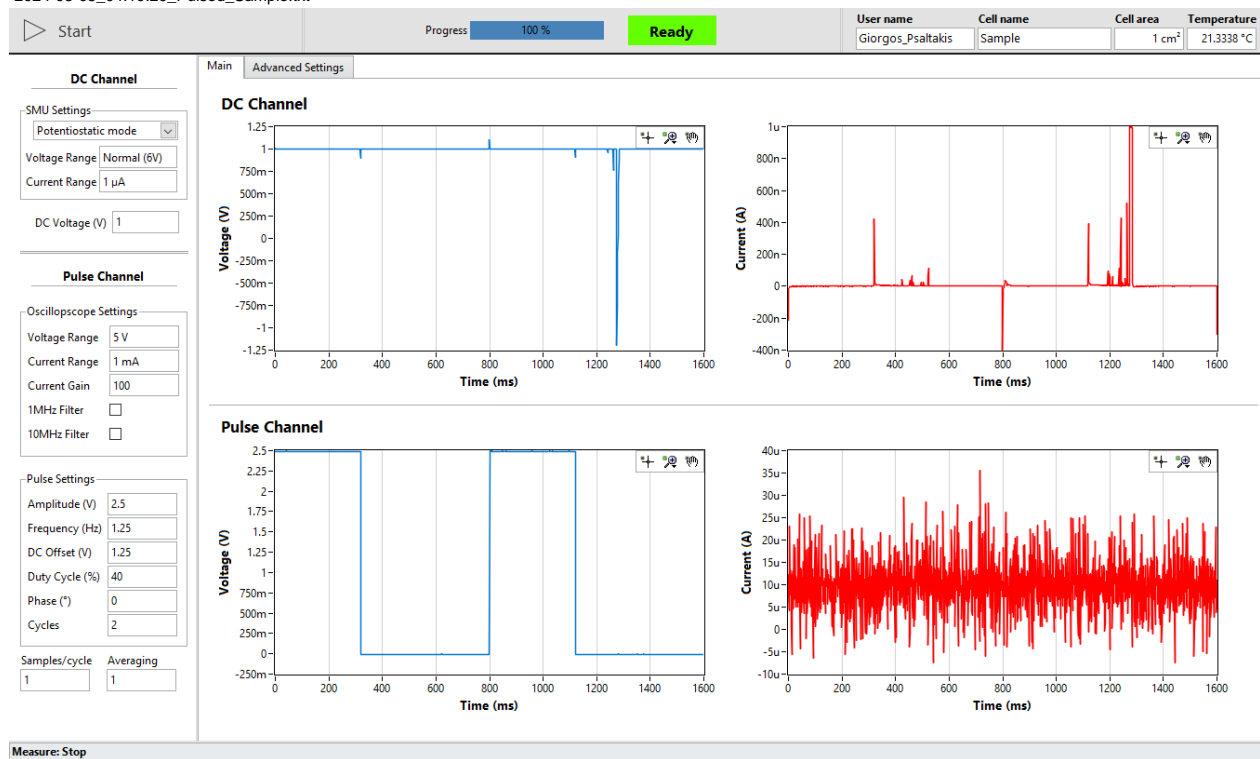 Start
Progress 100 % Ready
User name Cell name Cell area Temperature
Giorgos_Psaltakis Sample 1 cm² 21.3338 °C
DC Channel
SMU Settings
Potentiostatic mode
Voltage Range Normal (6V)
Current Range 1 µA
DC Voltage (V) 1
Pulse Channel
Oscillopscope Settings
Voltage Range 5 V
Current Range 1 mA
Current Gain 100
1MHz Filter
10MHz Filter
Pulse Settings
Amplitude (V) 2.5
Frequency (Hz) 1.25
DC Offset (V) 1.25
Duty Cycle (%) 40
Phase (°) 0
Cycles 2
Samples/cycle Averaging
1 1
Main Advanced Settings
DC Channel
Voltage (V)
1.25
1
750m
500m
250m
0
-250m
-500m
-750m
-1
-1.25
0 200 400 600 800 1000 1200 1400 1600
Time (ms)
Current (A)
1u
800n
600n
400n
200n
0
-200n
-400n
0 200 400 600 800 1000 1200 1400 1600
Time (ms)
Pulse Channel
Voltage (V)
2.5
2.25
2
1.75
1.5
1.25
1
750m
500m
250m
0
-250m
0 200 400 600 800 1000 1200 1400 1600
Time (ms)
Current (A)
40u
35u
30u
25u
20u
15u
10u
5u
0
-5u
-10u
0 200 400 600 800 1000 1200 1400 1600
Time (ms)
Measure: Stop